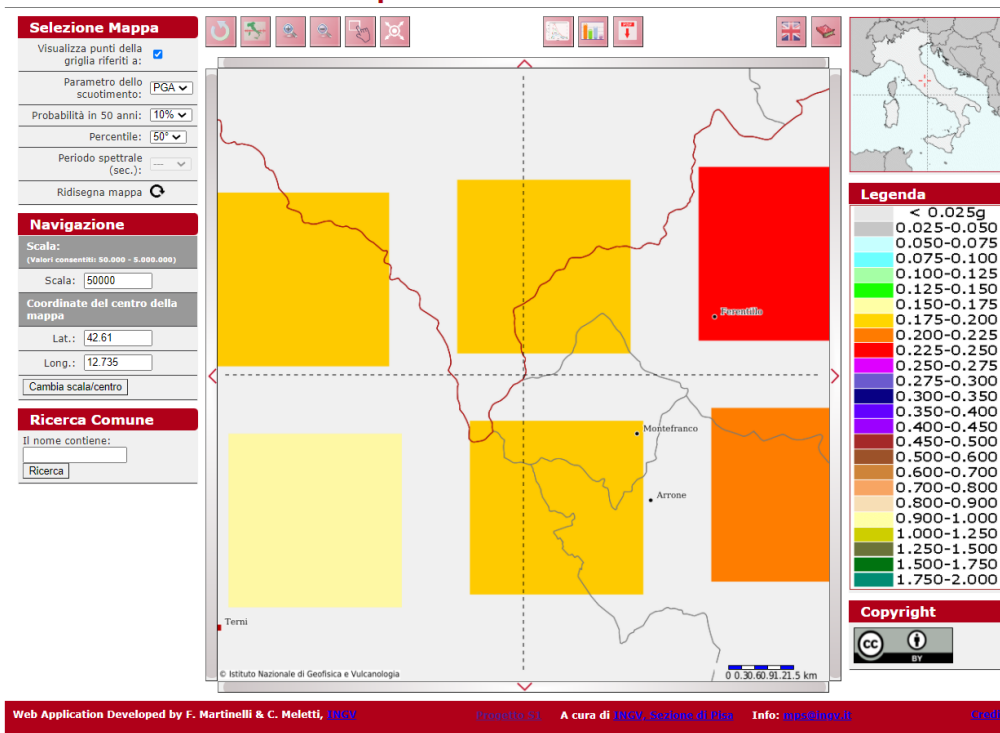 Selezione Mappa
Visualizza punti della
griglia riferiti a:
Parametro dello
scuotimento:
PGA
Probabilità in 50 anni:
10%
Percentile:
50°
Periodo spettrale
(sec.):
---
Ridisegna mappa
Navigazione
Scala:
(Valori consentiti: 50.000 - 5.000.000)
Scala:
50000
Coordinate del centro della
mappa
Lat.:
42.61
Long.:
12.735
Cambia scala/centro
Ricerca Comune
Il nome contiene:
Ricerca
Ferentillo
Montefranco
Arrone
Terni
© Istituto Nazionale di Geofisica e Vulcanologia
0 0.30.60.91.21.5 km
Legenda
< 0.025g
0.025-0.050
0.050-0.075
0.075-0.100
0.100-0.125
0.125-0.150
0.150-0.175
0.175-0.200
0.200-0.225
0.225-0.250
0.250-0.275
0.275-0.300
0.300-0.350
0.350-0.400
0.400-0.450
0.450-0.500
0.500-0.600
0.600-0.700
0.700-0.800
0.800-0.900
0.900-1.000
1.000-1.250
1.250-1.500
1.500-1.750
1.750-2.000
Copyright
cc
BY
Web Application Developed by F. Martinelli & C. Meletti, INGV
Progetto S1
A cura di INGV, Sezione di Pisa
Info: mps@ingv.it
Credi